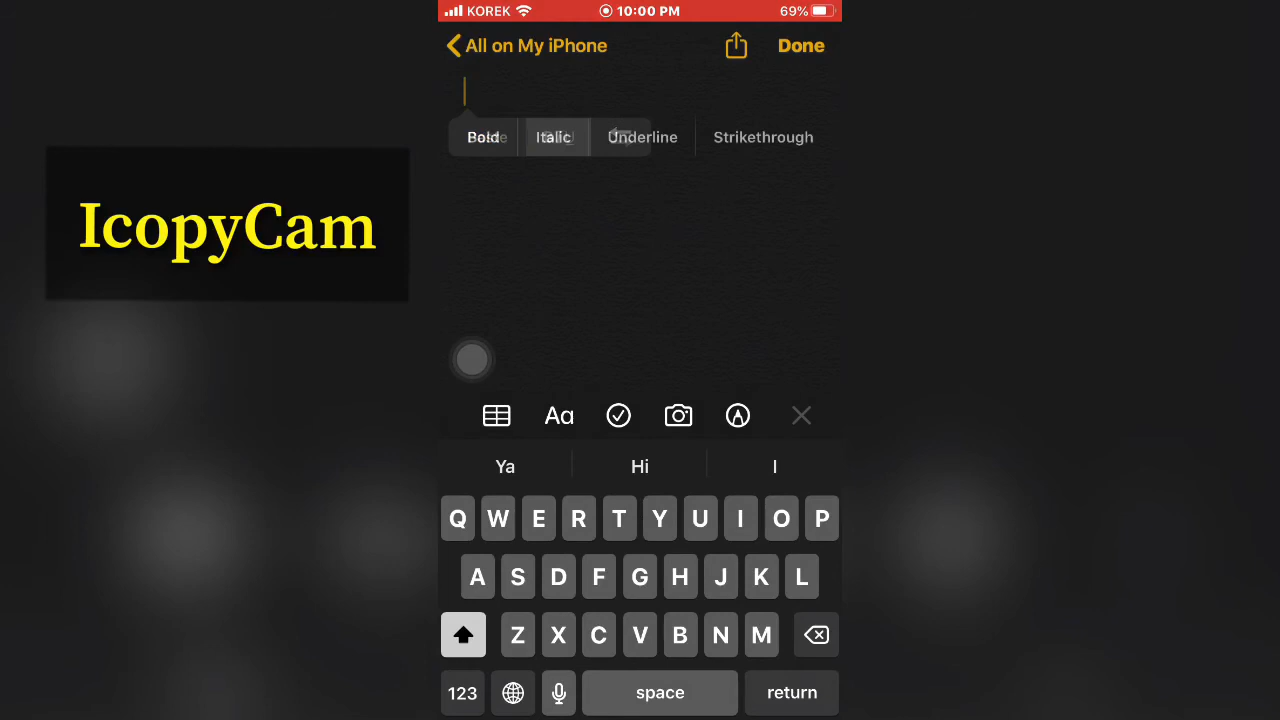 KOREK 10:00 PM 69%
All on My iPhone Done
Bold Italic Underline Strikethrough
IcopyCam
Aa
Ya Hi I
Q W E R T Y U I O P
A S D F G H J K L
Z X C V B N M
123 space return